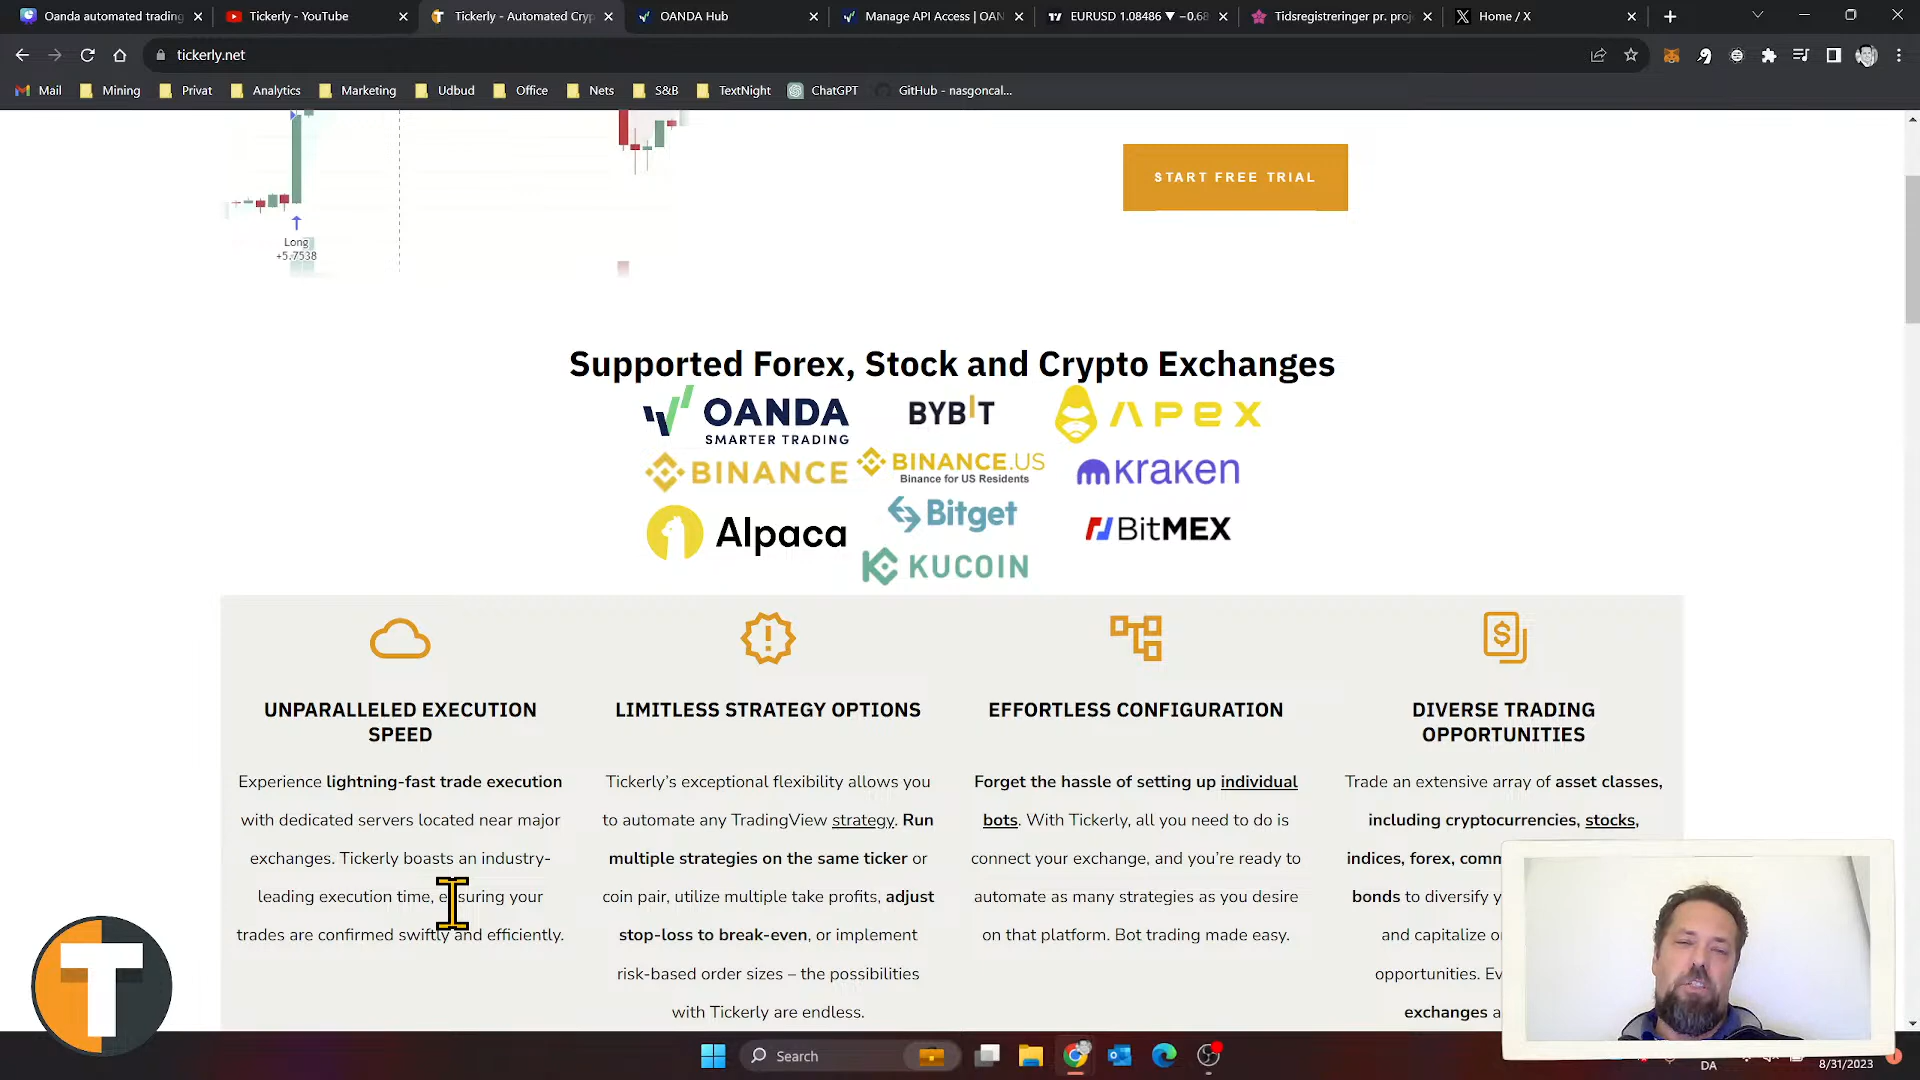 Oanda automated trading
Tickerly - YouTube
Tickerly - Automated Cryp
OANDA Hub
Manage API Access | OAN
EURUSD 1.08486 ▼ −0.68
Tidsregistreringer pr. proj
Home / X
tickerly.net
Mail
Mining
Privat
Analytics
Marketing
Udbud
Office
Nets
S&B
TextNight
ChatGPT
GitHub - nasgoncal...
START FREE TRIAL
Long
+5.7538
Supported Forex, Stock and Crypto Exchanges
OANDA
SMARTER TRADING
BYBIT
APEX
BINANCE
BINANCE.US
Binance for US Residents
Kraken
Alpaca
Bitget
BitMEX
KUCOIN
UNPARALLELED EXECUTION
SPEED
Experience lightning-fast trade execution
with dedicated servers located near major
exchanges. Tickerly boasts an industry-
leading execution time, ensuring your
trades are confirmed swiftly and efficiently.
LIMITLESS STRATEGY OPTIONS
Tickerly's exceptional flexibility allows you
to automate any TradingView strategy. Run
multiple strategies on the same ticker or
coin pair, utilize multiple take profits, adjust
stop-loss to break-even, or implement
risk-based order sizes – the possibilities
with Tickerly are endless.
EFFORTLESS CONFIGURATION
Forget the hassle of setting up individual
bots. With Tickerly, all you need to do is
connect your exchange, and you're ready to
automate as many strategies as you desire
on that platform. Bot trading made easy.
DIVERSE TRADING
OPPORTUNITIES
Trade an extensive array of asset classes,
including cryptocurrencies, stocks,
indices, forex, comm
bonds to diversify y
and capitalize o
opportunities. Ev
exchanges a
T
Search
DA
8/31/2023